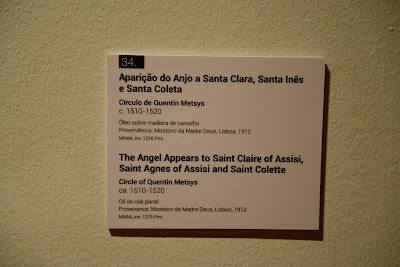 34.
Aparição do Anjo a Santa Clara, Santa Inês
e Santa Coleta
Círculo de Quentin Metsys
c. 1510-1520
Óleo sobre madeira de carvalho
Proveniência: Mosteiro da Madre Deus, Lisboa, 1912
MNAA, inv. 1276 Pint
The Angel Appears to Saint Claire of Assisi,
Saint Agnes of Assisi and Saint Colette
Circle of Quentin Metsys
ca. 1510-1520
Oil on oak panel
Provenance: Mosteiro da Madre Deus, Lisboa, 1912
MNAA, inv. 1275 Pint